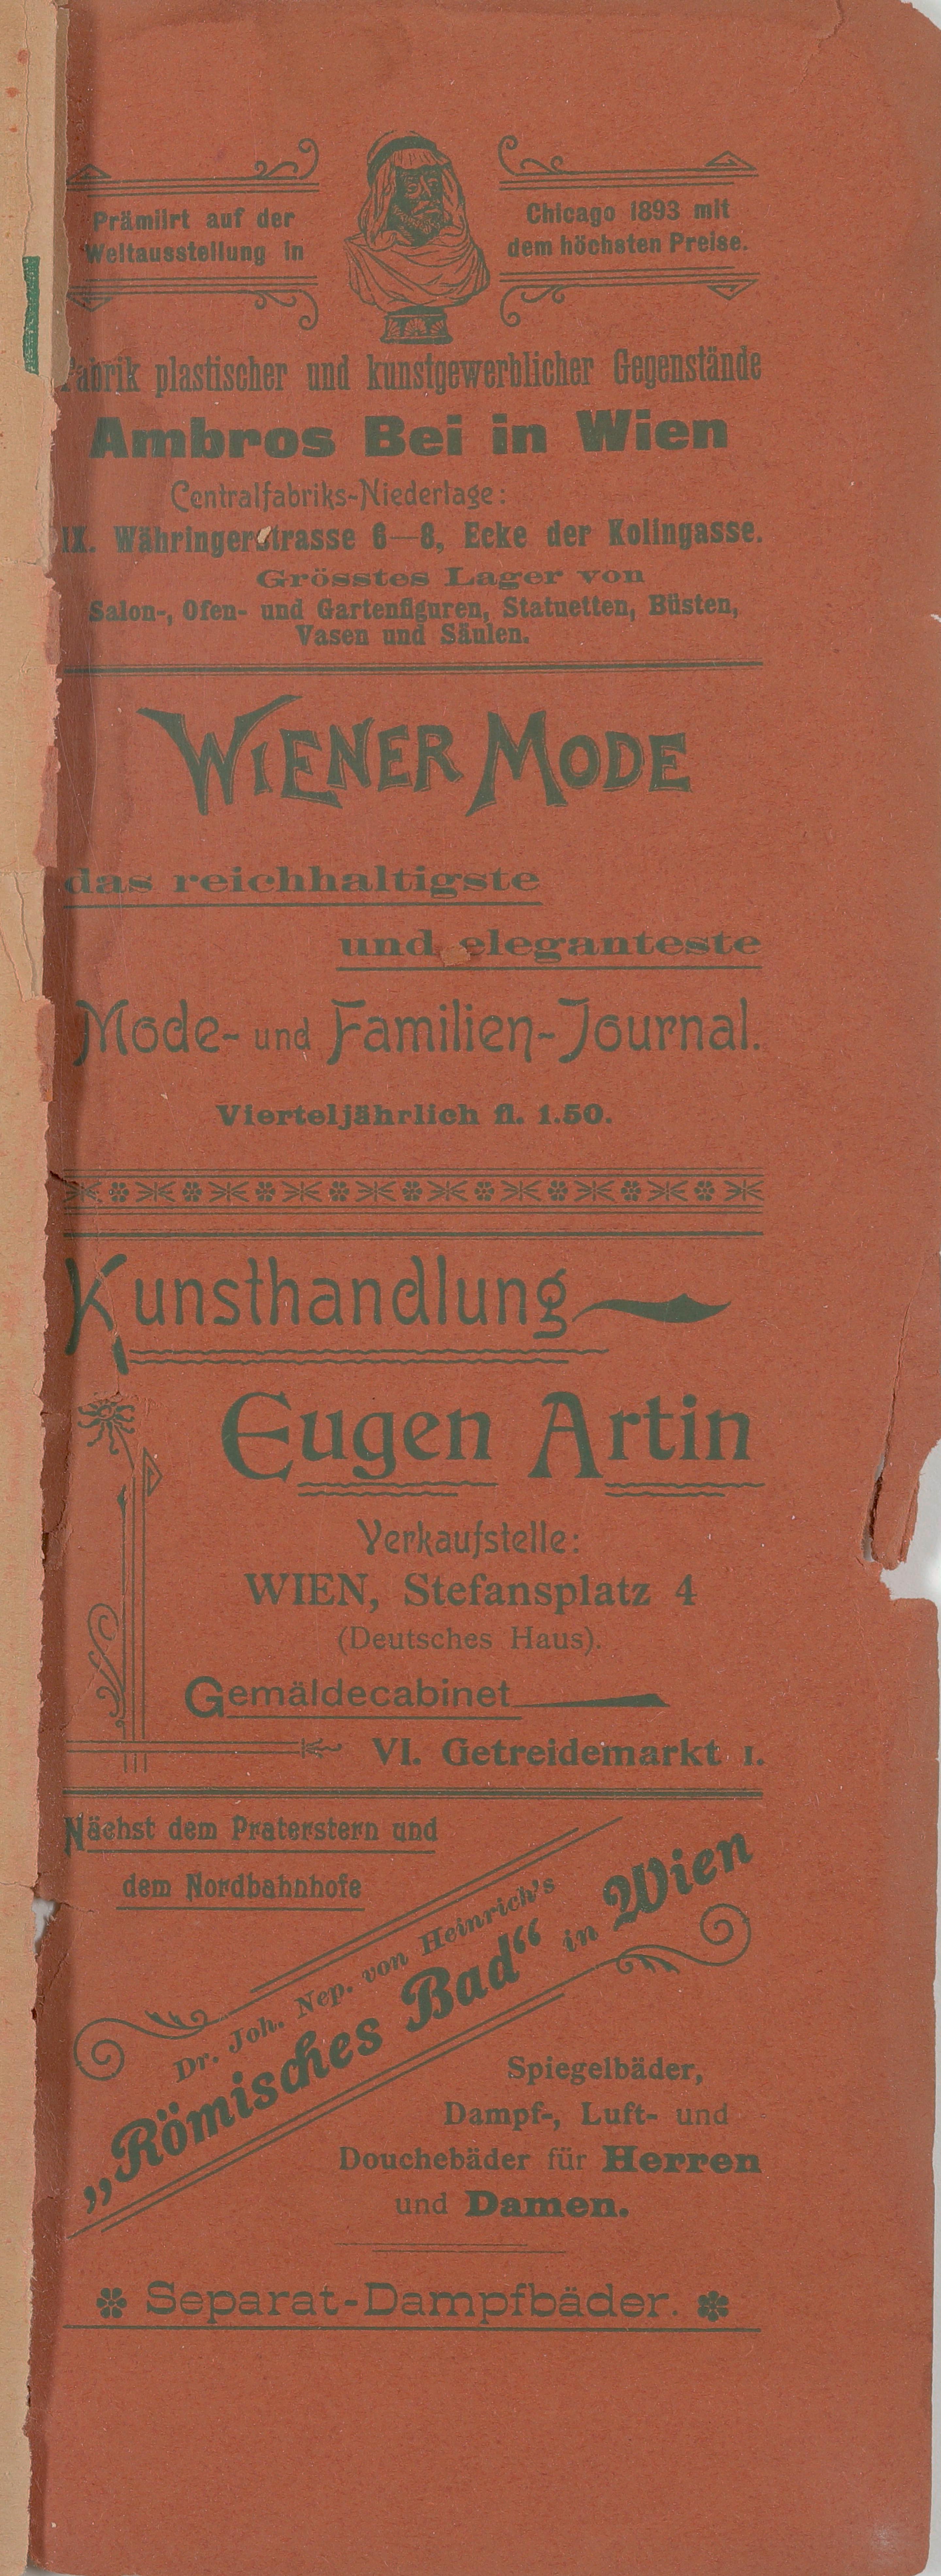 Prämiirt auf der
Weltausstellung in
Chicago 1893 mit
dem höchsten Preise.
Fabrik plastischer und kunstgewerblicher Gegenstände
Ambros Bei in Wien
Centralfabriks-Niederlage:
IX. Währingerstrasse 6—8, Ecke der Kolingasse.
Grösstes Lager von
Salon-, Ofen- und Gartenfiguren, Statuetten, Büsten,
Vasen und Säulen.
WIENER MODE
das reichhaltigste
und eleganteste
Mode- und Familien-Journal.
Vierteljährlich fl. 1.50.
Kunsthandlung
Eugen Artin
Verkaufstelle:
WIEN, Stefansplatz 4
(Deutsches Haus).
Gemäldecabinet
VI. Getreidemarkt 1.
Nächst dem Praterstern und
dem Nordbahnhofe
Dr. Joh. Nep. von Heinrich's
„Römisches Bad“ in Wien
Spiegelbäder,
Dampf-, Luft- und
Douchebäder für Herren
und Damen.
Separat-Dampfbäder.